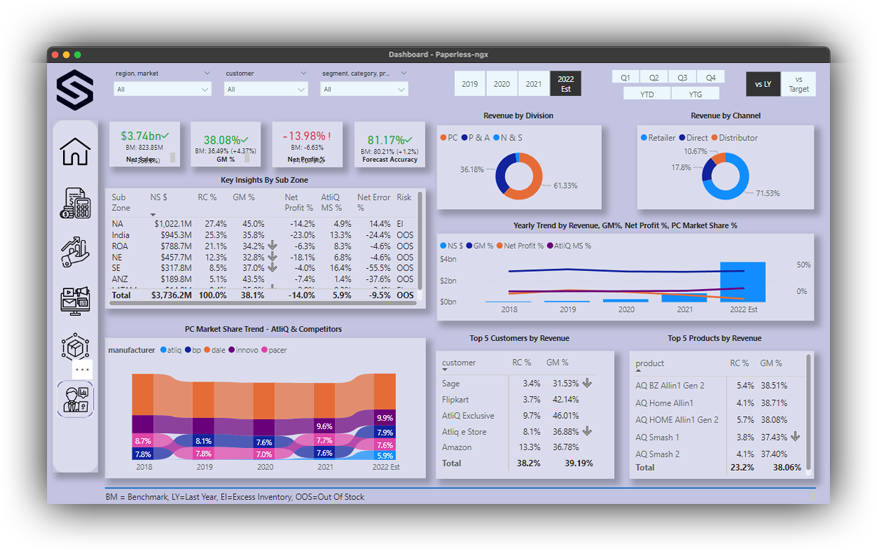 Dashboard - Paperless-ngx
region, market
customer
segment, category, pr...
All
All
All
2019
2020
2021
2022 Est
Q1
Q2
Q3
Q4
YTD
YTG
vs LY
vs Target
$3.74bn
BM: 823.85M
Net Sales
38.08%
BM: 36.49% (+4.37%)
GM %
-13.98% !
BM: -6.63%
Net Profit %
81.17%
BM: 80.21% (+1.2%)
Forecast Accuracy
Revenue by Division
PC P & A N & S
36.18%
61.33%
Revenue by Channel
Retailer Direct Distributor
10.67%
17.8%
71.53%
Key Insights By Sub Zone
Sub Zone NS $ RC % GM % Net Profit % AtliQ MS % Net Error % Risk
NA $1,022.1M 27.4% 45.0% -14.2% 4.9% 14.4% EI
India $945.3M 25.3% 35.8% -23.0% 13.3% -24.4% OOS
ROA $788.7M 21.1% 34.2% -6.3% 8.3% -4.6% OOS
NE $457.7M 12.3% 32.8% -18.1% 6.8% -4.6% OOS
SE $317.8M 8.5% 37.0% -4.0% 16.4% -55.5% OOS
ANZ $189.8M 5.1% 43.5% -7.4% 1.4% -37.6% OOS
Total $3,736.2M 100.0% 38.1% -14.0% 5.9% -9.5% OOS
Yearly Trend by Revenue, GM%, Net Profit %, PC Market Share %
NS $ GM % Net Profit % AtliQ MS %
$4bn
$2bn
$0bn
50%
0%
2018 2019 2020 2021 2022 Est
PC Market Share Trend - AtliQ & Competitors
manufacturer atliq bp dale innovo pacer
8.7%
7.8%
8.1%
7.6%
7.0%
9.6%
7.7%
7.6%
9.9%
7.9%
7.6%
5.9%
2018 2019 2020 2021 2022 Est
Top 5 Customers by Revenue
customer RC % GM %
Sage 3.4% 31.53%
Flipkart 3.7% 42.14%
AtliQ Exclusive 9.7% 46.01%
Atliq e Store 8.1% 36.88%
Amazon 13.3% 36.78%
Total 38.2% 39.19%
Top 5 Products by Revenue
product RC % GM %
AQ BZ Allin1 Gen 2 5.4% 38.51%
AQ Home Allin1 4.1% 38.71%
AQ HOME Allin1 Gen 2 5.7% 38.08%
AQ Smash 1 3.8% 37.43%
AQ Smash 2 4.1% 37.40%
Total 23.2% 38.06%
BM = Benchmark, LY=Last Year, EI=Excess Inventory, OOS=Out Of Stock